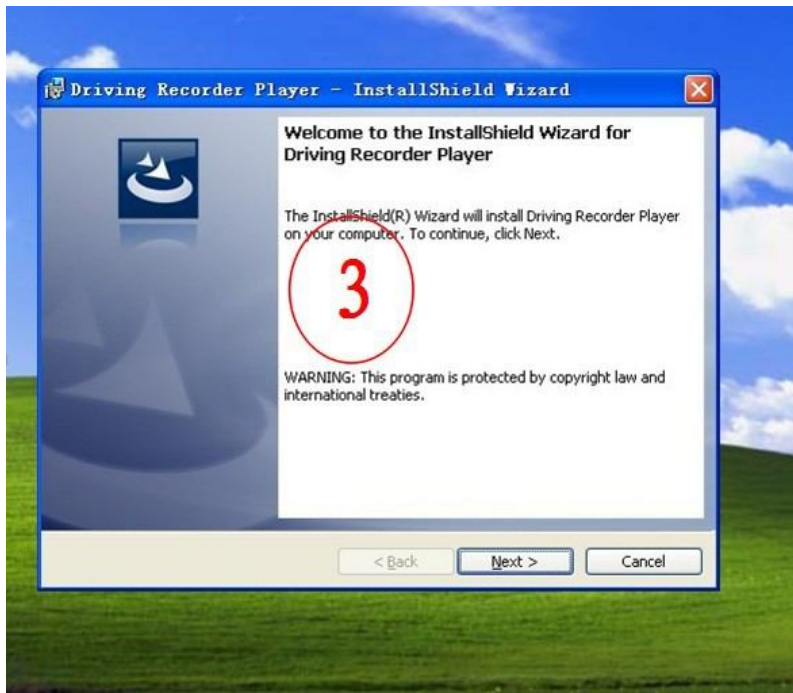 Driving Recorder Player - InstallShield Wizard
Welcome to the InstallShield Wizard for
Driving Recorder Player
The InstallShield(R) Wizard will install Driving Recorder Player
on your computer. To continue, click Next.
3
WARNING: This program is protected by copyright law and
international treaties.
< Back
Next >
Cancel